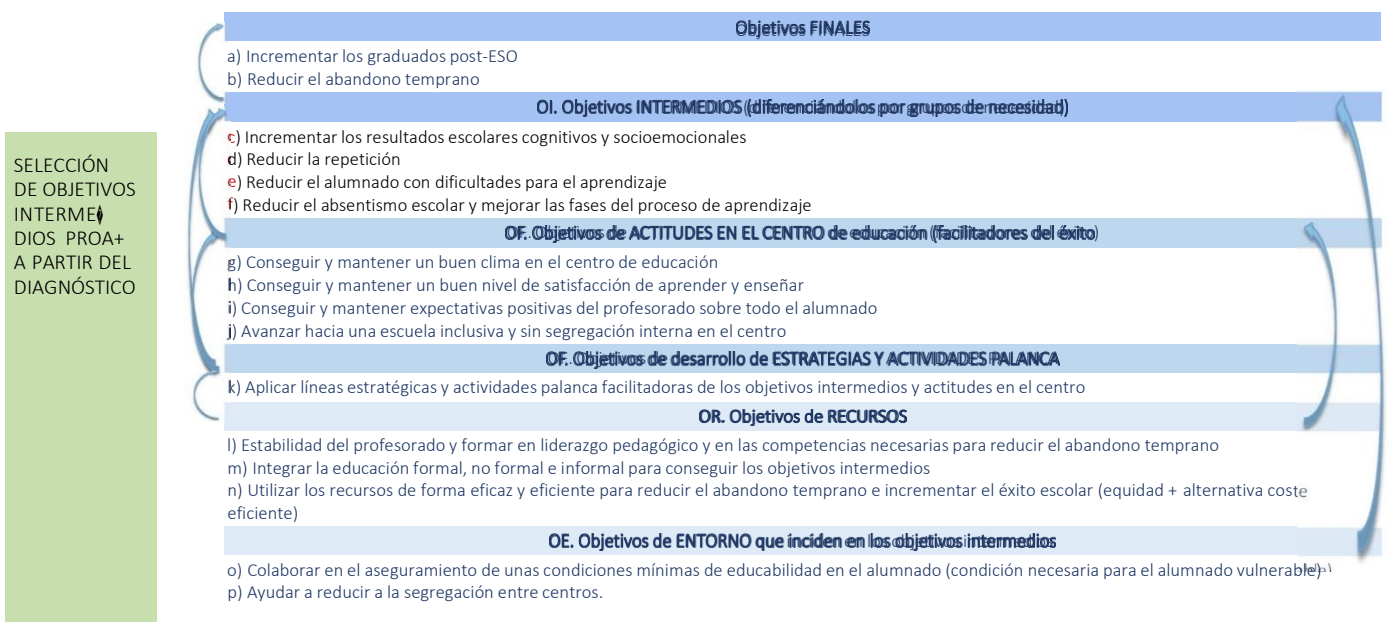 SELECCIÓN
DE OBJETIVOS
INTERME
DIOS PROA+
A PARTIR DEL
DIAGNÓSTICO
Objetivos FINALES
a) Incrementar los graduados post-ESO
b) Reducir el abandono temprano
OI. Objetivos INTERMEDIOS (diferenciándolos por grupos de necesidad)
c) Incrementar los resultados escolares cognitivos y socioemocionales
d) Reducir la repetición
e) Reducir el alumnado con dificultades para el aprendizaje
f) Reducir el absentismo escolar y mejorar las fases del proceso de aprendizaje
OF. Objetivos de ACTITUDES EN EL CENTRO de educación (facilitadores del éxito)
g) Conseguir y mantener un buen clima en el centro de educación
h) Conseguir y mantener un buen nivel de satisfacción de aprender y enseñar
i) Conseguir y mantener expectativas positivas del profesorado sobre todo el alumnado
j) Avanzar hacia una escuela inclusiva y sin segregación interna en el centro
OF. Objetivos de desarrollo de ESTRATEGIAS Y ACTIVIDADES PALANCA
k) Aplicar líneas estratégicas y actividades palanca facilitadoras de los objetivos intermedios y actitudes en el centro
OR. Objetivos de RECURSOS
l) Estabilidad del profesorado y formar en liderazgo pedagógico y en las competencias necesarias para reducir el abandono temprano
m) Integrar la educación formal, no formal e informal para conseguir los objetivos intermedios
n) Utilizar los recursos de forma eficaz y eficiente para reducir el abandono temprano e incrementar el éxito escolar (equidad + alternativa coste
eficiente)
OE. Objetivos de ENTORNO que inciden en los objetivos intermedios
o) Colaborar en el aseguramiento de unas condiciones mínimas de educabilidad en el alumnado (condición necesaria para el alumnado vulnerable)
p) Ayudar a reducir a la segregación entre centros.